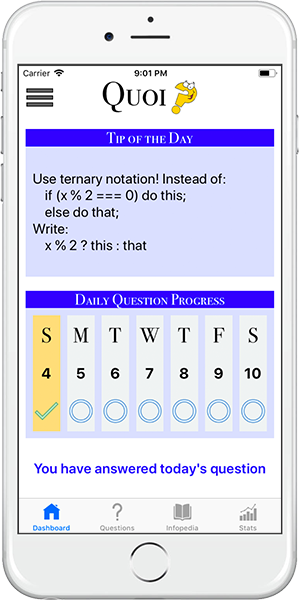 Carrier 9:01 PM
QUOI
TIP OF THE DAY
Use ternary notation! Instead of:
if (x % 2 === 0) do this;
else do that;
Write:
x % 2 ? this : that
DAILY QUESTION PROGRESS
S M T W T F S
4 5 6 7 8 9 10
You have answered today's question
Dashboard Questions Infopedia Stats